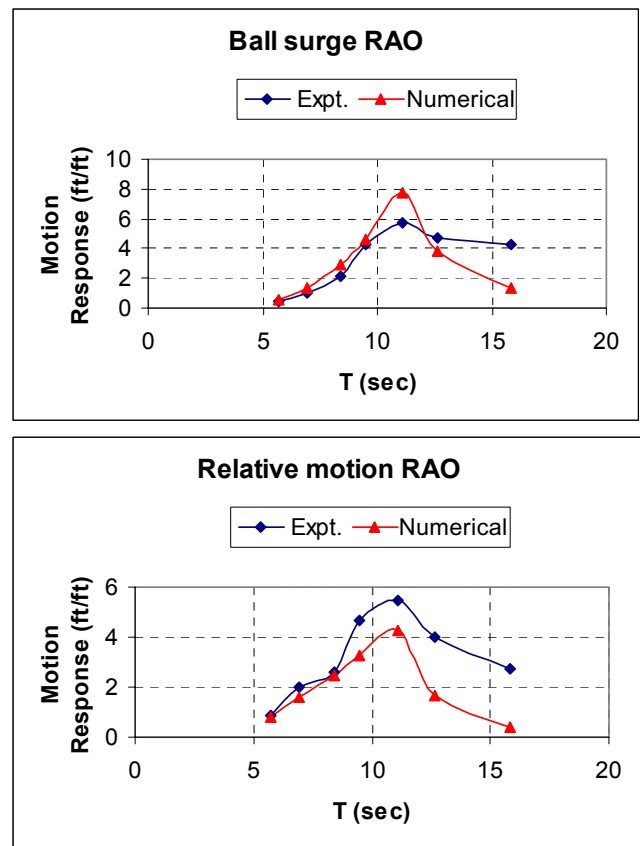 Ball surge RAO
Expt. Numerical
Motion
Response (ft/ft)
10
8
6
4
2
0
0 5 10 15 20
T (sec)
Relative motion RAO
Expt. Numerical
Motion
Response (ft/ft)
6
4
2
0
0 5 10 15 20
T (sec)